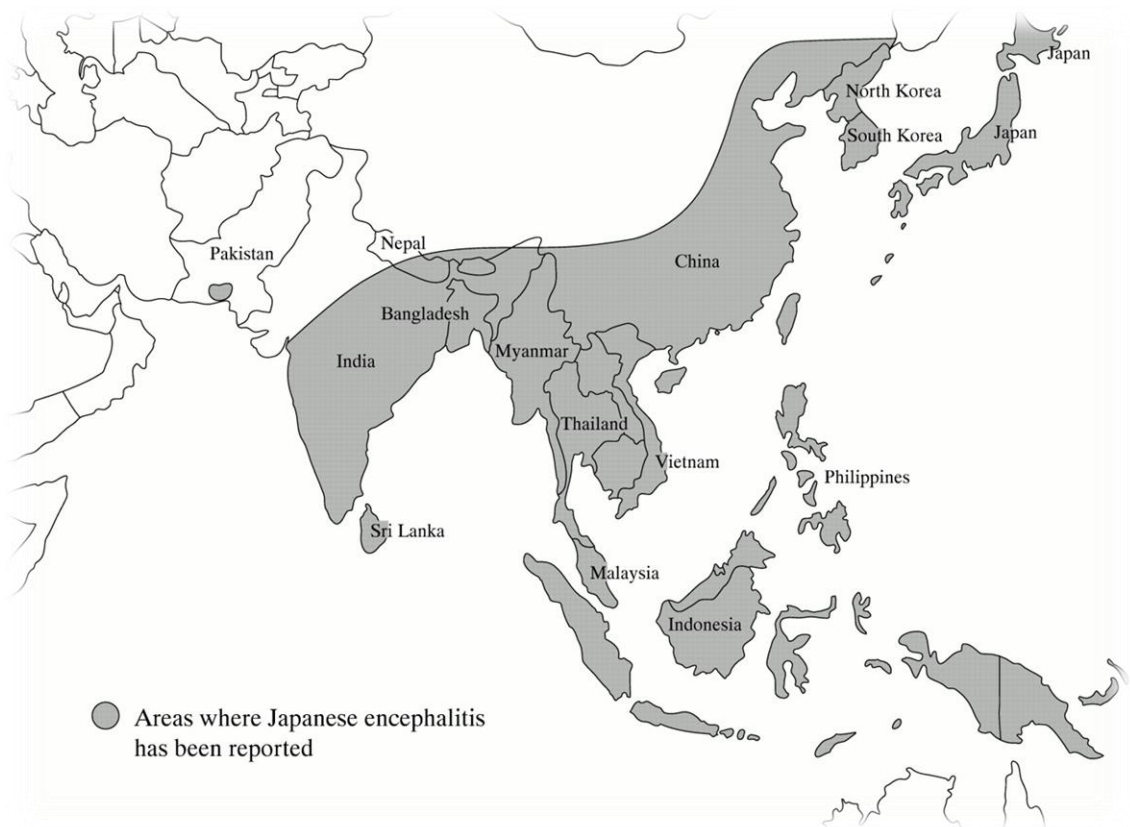 Japan
North Korea
South Korea
Japan
Nepal
Pakistan
China
Bangladesh
Myanmar
India
Thailand
Vietnam
Philippines
Sri Lanka
Malaysia
Indonesia
Areas where Japanese encephalitis
has been reported